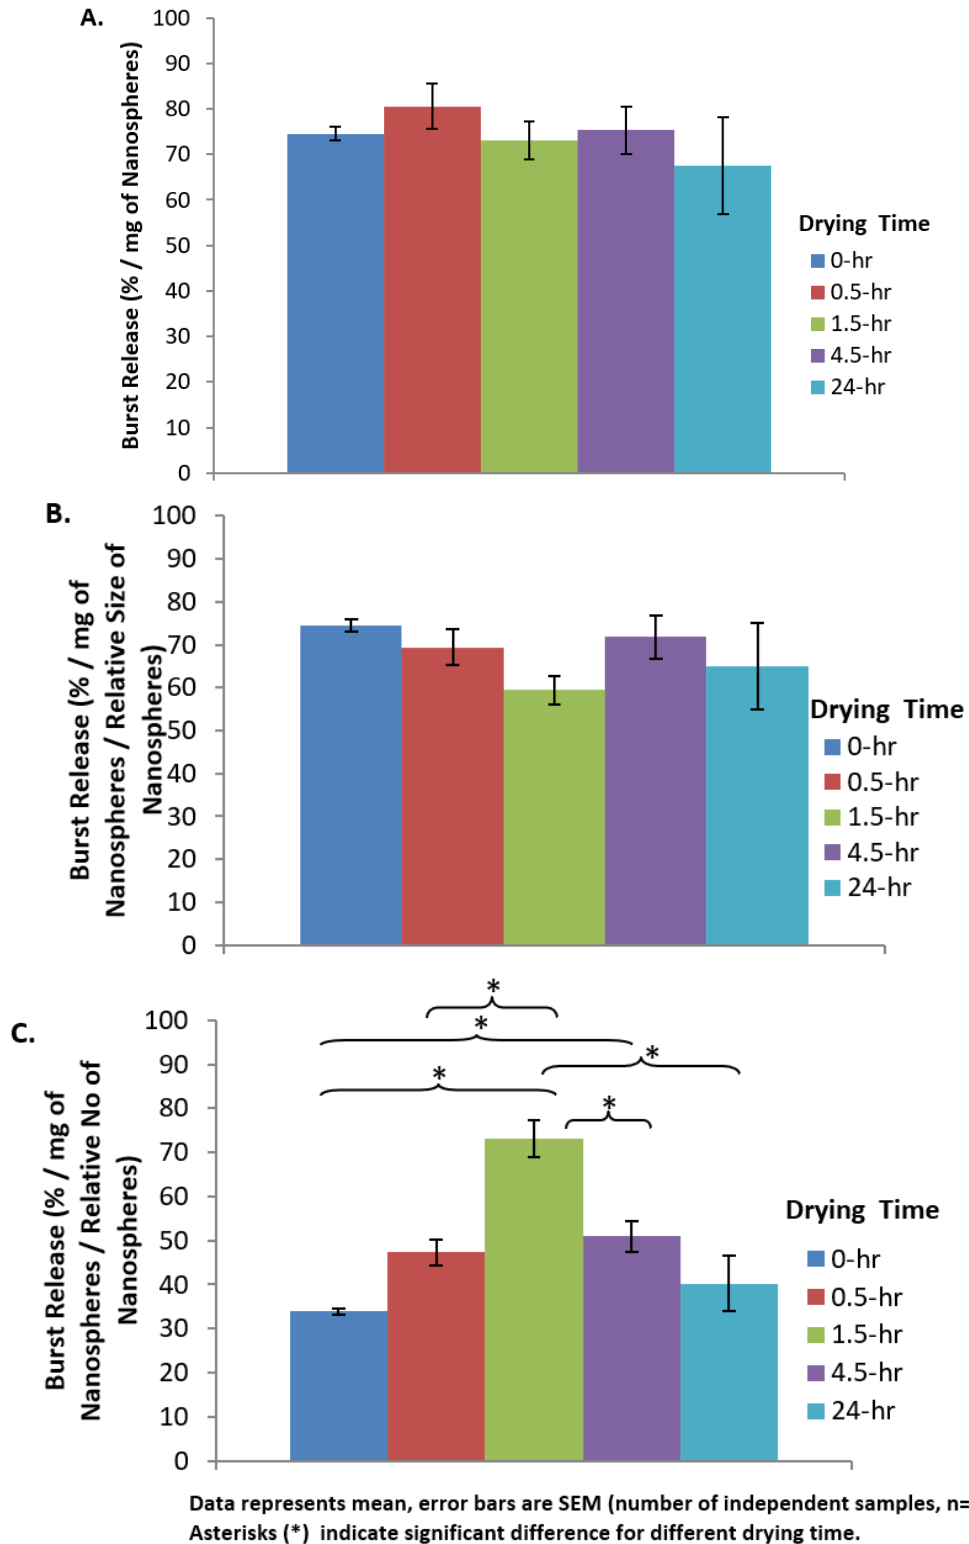 A.
Burst Release (% / mg of Nanospheres)
100
90
80
70
60
50
40
30
20
10
0
Drying Time
0-hr
0.5-hr
1.5-hr
4.5-hr
24-hr
B.
Burst Release (% / mg of
Nanospheres / Relative Size of
Nanospheres)
100
90
80
70
60
50
40
30
20
10
0
Drying Time
0-hr
0.5-hr
1.5-hr
4.5-hr
24-hr
C.
Burst Release (% / mg of
Nanospheres / Relative No of
Nanospheres)
100
90
80
70
60
50
40
30
20
10
0
*
*
*
*
*
Drying Time
0-hr
0.5-hr
1.5-hr
4.5-hr
24-hr
Data represents mean, error bars are SEM (number of independent samples, n=
Asterisks (*) indicate significant difference for different drying time.